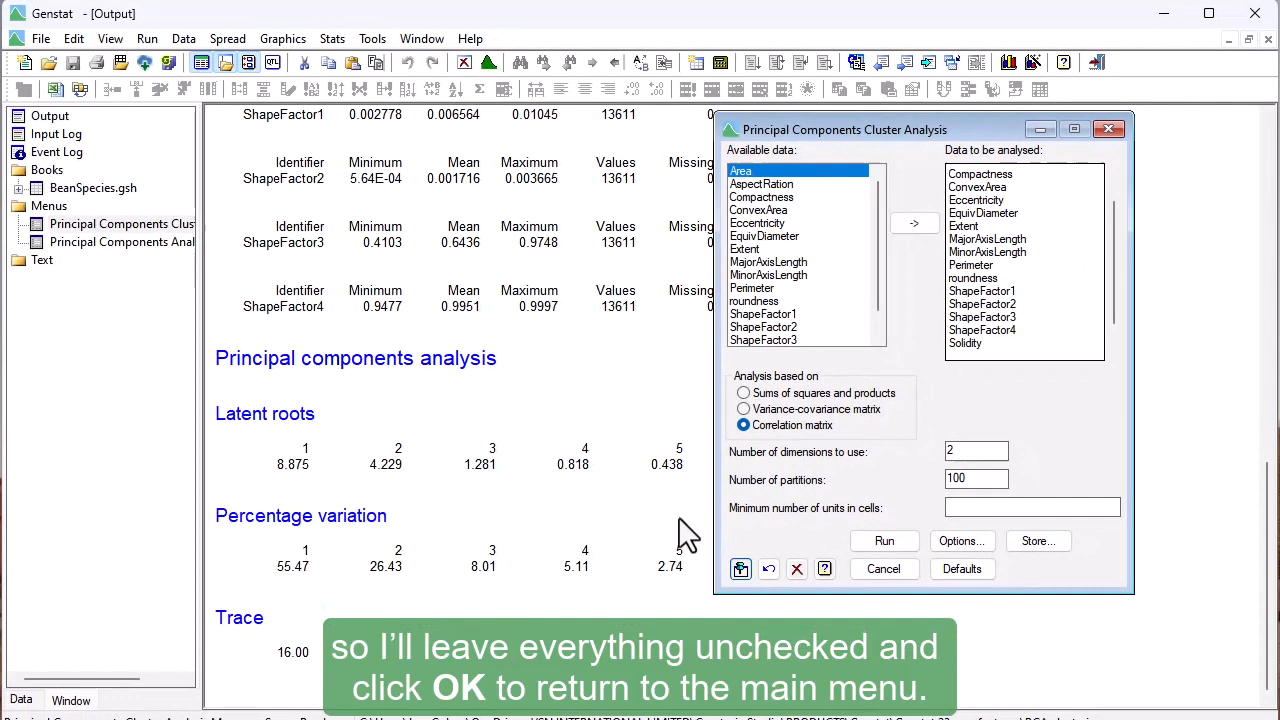 Genstat - [Output]
File Edit View Run Data Spread Graphics Stats Tools Window Help
Output
Input Log
Event Log
Books
BeanSpecies.gsh
Menus
Principal Components Clus
Principal Components Anal
Text
Data Window
ShapeFactor1 0.002778 0.006564 0.01045 13611 0
Identifier Minimum Mean Maximum Values Missing
ShapeFactor2 5.64E-04 0.001716 0.003665 13611 0
Identifier Minimum Mean Maximum Values Missing
ShapeFactor3 0.4103 0.6436 0.9748 13611 0
Identifier Minimum Mean Maximum Values Missing
ShapeFactor4 0.9477 0.9951 0.9997 13611 0
Principal components analysis
Latent roots
1 2 3 4 5
8.875 4.229 1.281 0.818 0.438
Percentage variation
1 2 3 4 5
55.47 26.43 8.01 5.11 2.74
Trace
16.00
Principal Components Cluster Analysis
Available data:
Area
AspectRation
Compactness
ConvexArea
Eccentricity
EquivDiameter
Extent
MajorAxisLength
MinorAxisLength
Perimeter
roundness
ShapeFactor1
ShapeFactor2
ShapeFactor3
->
Data to be analysed:
Compactness
ConvexArea
Eccentricity
EquivDiameter
Extent
MajorAxisLength
MinorAxisLength
Perimeter
roundness
ShapeFactor1
ShapeFactor2
ShapeFactor3
ShapeFactor4
Solidity
Analysis based on
Sums of squares and products
Variance-covariance matrix
Correlation matrix
Number of dimensions to use: 2
Number of partitions: 100
Minimum number of units in cells:
Run Options... Store...
Cancel Defaults
so I’ll leave everything unchecked and
click OK to return to the main menu.